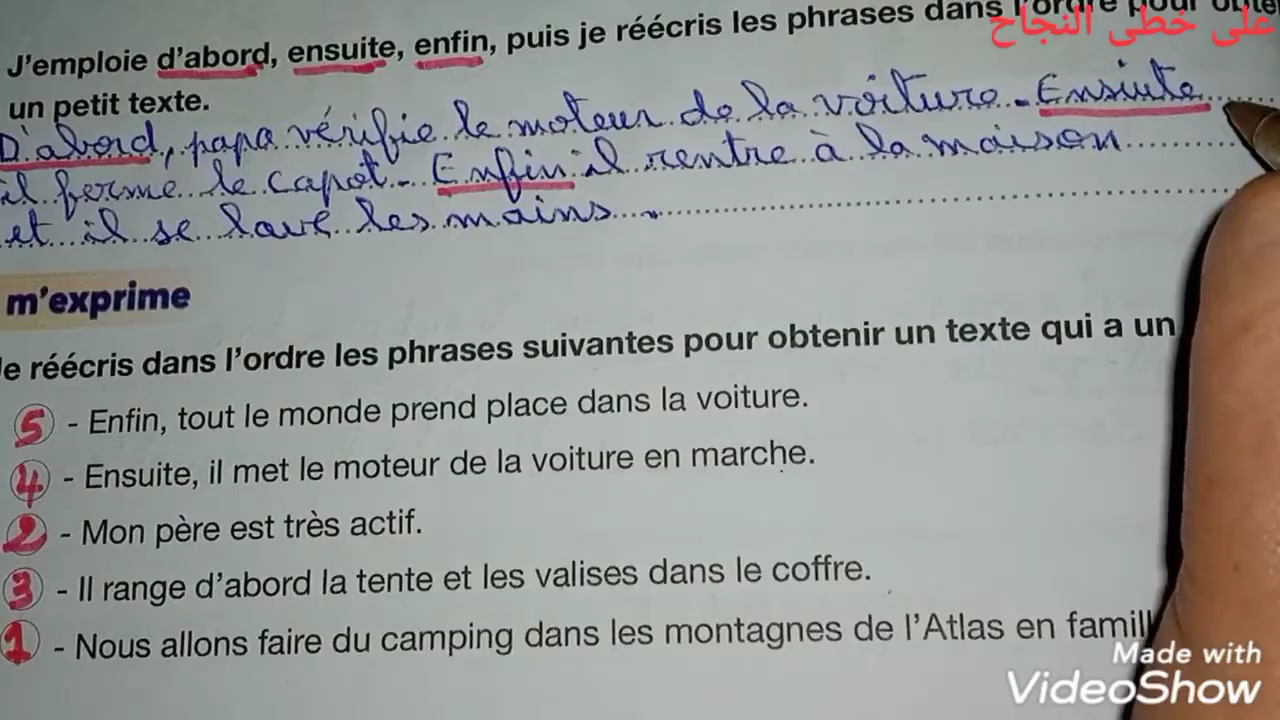 على خطى النجاح
J'emploie d'abord, ensuite, enfin, puis je réécris les phrases dans l'ordre pour
un petit texte.
D'abord, papa vérifie le moteur de la voiture. Ensuite
il ferme le capot. Enfin il rentre à la maison
et il se lave les mains.
m'exprime
Je réécris dans l'ordre les phrases suivantes pour obtenir un texte qui a un
5 - Enfin, tout le monde prend place dans la voiture.
4 - Ensuite, il met le moteur de la voiture en marche.
2 - Mon père est très actif.
3 - Il range d'abord la tente et les valises dans le coffre.
1 - Nous allons faire du camping dans les montagnes de l'Atlas en famill
Made with
VideoShow